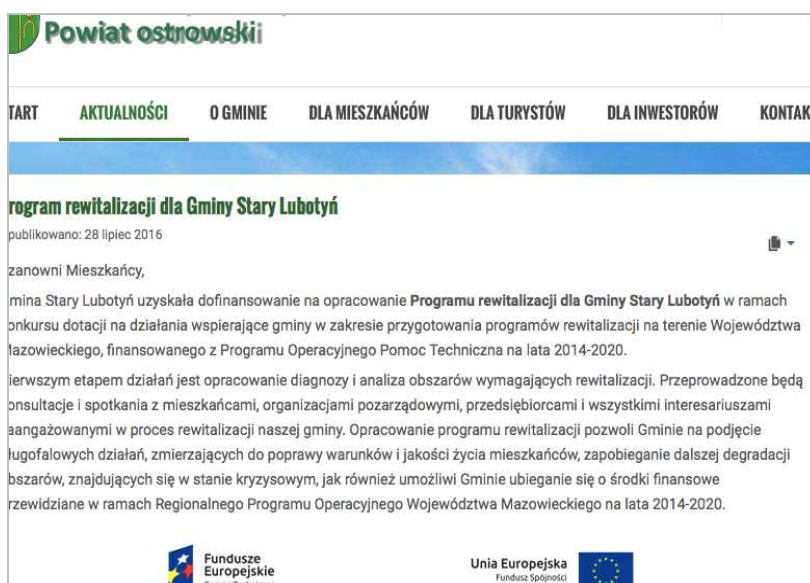 Powiat ostrowski
TART AKTUALNOŚCI O GMINIE DLA MIESZKAŃCÓW DLA TURYSTÓW DLA INWESTORÓW KONTAK
rogram rewitalizacji dla Gminy Stary Lubotyń
publikowano: 28 lipiec 2016
zanowni Mieszkańcy,
mina Stary Lubotyń uzyskała dofinansowanie na opracowanie Programu rewitalizacji dla Gminy Stary Lubotyń w ramach
onkursu dotacji na działania wspierające gminy w zakresie przygotowania programów rewitalizacji na terenie Województwa
Mazowieckiego, finansowanego z Programu Operacyjnego Pomoc Techniczna na lata 2014-2020.
ierwszym etapem działań jest opracowanie diagnozy i analiza obszarów wymagających rewitalizacji. Przeprowadzone będą
onsultacje i spotkania z mieszkańcami, organizacjami pozarządowymi, przedsiębiorcami i wszystkimi interesariuszami
aangażowanymi w proces rewitalizacji naszej gminy. Opracowanie programu rewitalizacji pozwoli Gminie na podjęcie
ługofalowych działań, zmierzających do poprawy warunków i jakości życia mieszkańców, zapobieganie dalszej degradacji
bszarów, znajdujących się w stanie kryzysowym, jak również umożliwi Gminie ubieganie się o środki finansowe
rzewidziane w ramach Regionalnego Programu Operacyjnego Województwa Mazowieckiego na lata 2014-2020.
Fundusze
Europejskie
Unia Europejska
Fundusz Spójności